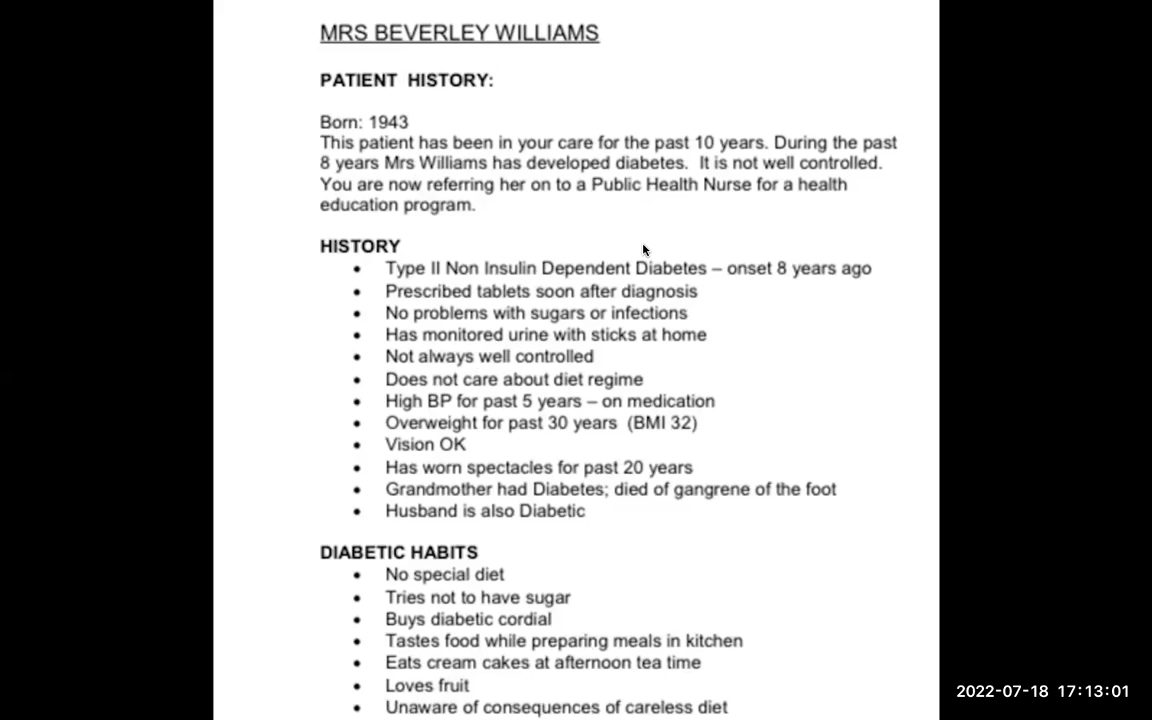 MRS BEVERLEY WILLIAMS
PATIENT HISTORY:
Born: 1943
This patient has been in your care for the past 10 years. During the past
8 years Mrs Williams has developed diabetes. It is not well controlled.
You are now referring her on to a Public Health Nurse for a health
education program.
HISTORY
• Type II Non Insulin Dependent Diabetes – onset 8 years ago
• Prescribed tablets soon after diagnosis
• No problems with sugars or infections
• Has monitored urine with sticks at home
• Not always well controlled
• Does not care about diet regime
• High BP for past 5 years – on medication
• Overweight for past 30 years (BMI 32)
• Vision OK
• Has worn spectacles for past 20 years
• Grandmother had Diabetes; died of gangrene of the foot
• Husband is also Diabetic
DIABETIC HABITS
• No special diet
• Tries not to have sugar
• Buys diabetic cordial
• Tastes food while preparing meals in kitchen
• Eats cream cakes at afternoon tea time
• Loves fruit
• Unaware of consequences of careless diet
2022-07-18 17:13:01